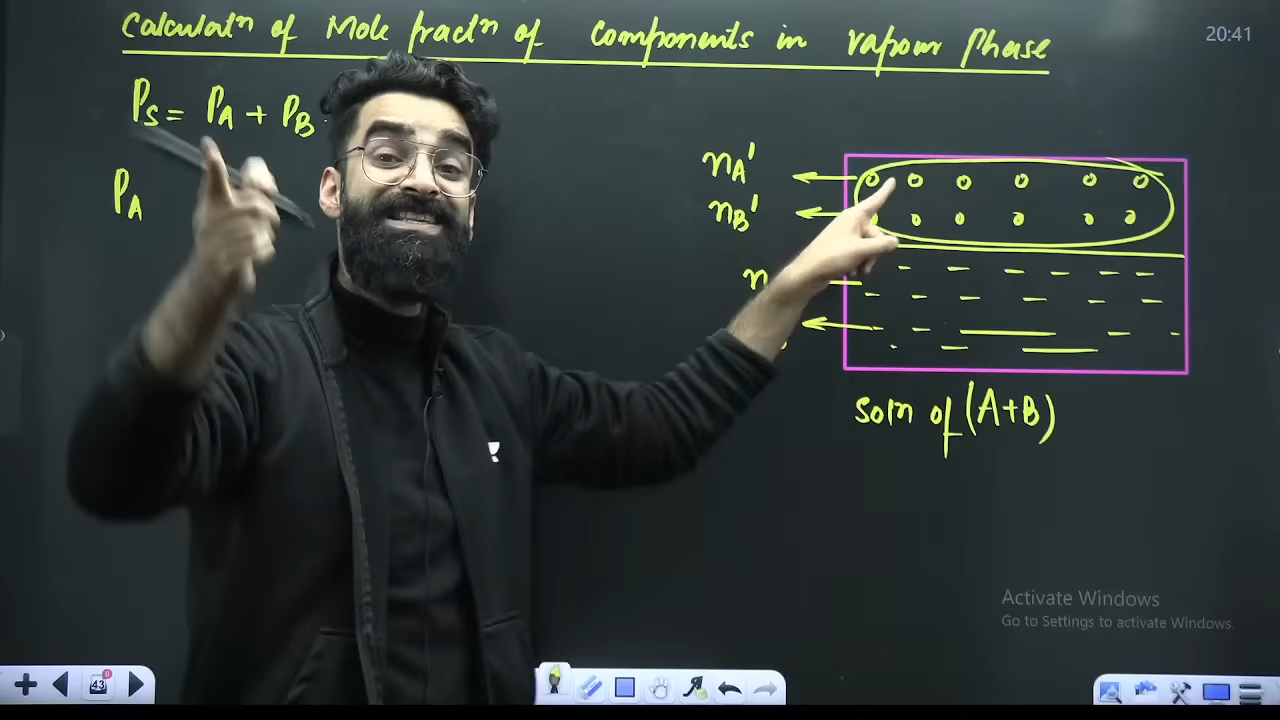 Calculatⁿ of Mole fractⁿ of components in vapour Phase
20:41
Ps = PA + PB
PA
nA'
nB'
n
soln of (A+B)
Activate Windows
Go to Settings to activate Windows.
43